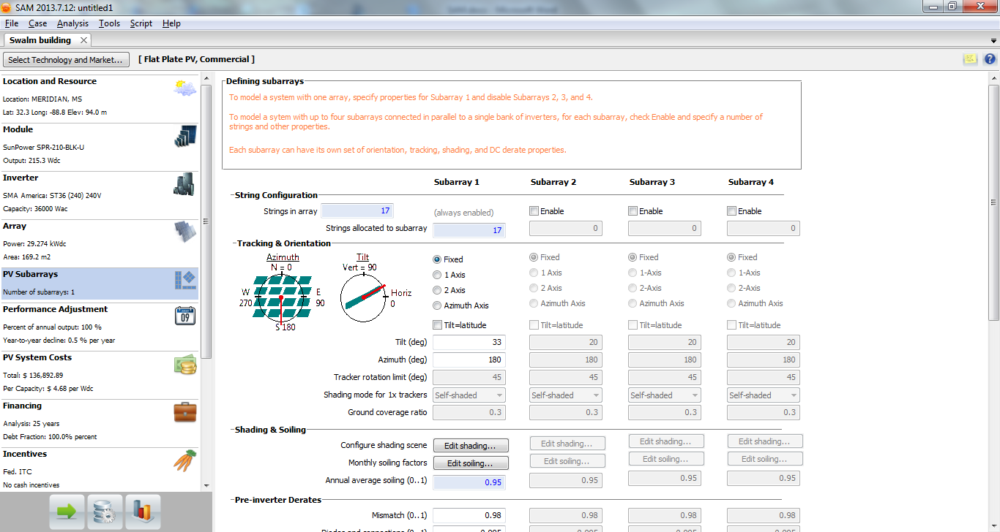 SAM 2013.7.12: untitled1
File Case Analysis Tools Script Help
Swalm building
Select Technology and Market... [ Flat Plate PV, Commercial ]
Location and Resource
Location: MERIDIAN, MS
Lat: 32.3 Long: -88.8 Elev: 94.0 m
Module
SunPower SPR-210-BLK-U
Output: 215.3 Wdc
Inverter
SMA America: ST36 (240) 240V
Capacity: 36000 Wac
Array
Power: 29.274 kWdc
Area: 169.2 m2
PV Subarrays
Number of subarrays: 1
Performance Adjustment
Percent of annual output: 100 %
Year-to-year decline: 0.5 % per year
09
PV System Costs
Total: $ 136,892.89
Per Capacity: $ 4.68 per Wdc
Financing
Analysis: 25 years
Debt Fraction: 100.0% percent
Incentives
Fed. ITC
No cash incentives
Defining subarrays
To model a system with one array, specify properties for Subarray 1 and disable Subarrays 2, 3, and 4.
To model a sytem with up to four subarrays connected in parallel to a single bank of inverters, for each subarray, check Enable and specify a number of
strings and other properties.
Each subarray can have its own set of orientation, tracking, shading, and DC derate properties.
Subarray 1 Subarray 2 Subarray 3 Subarray 4
String Configuration
Strings in array 17 (always enabled) Enable Enable Enable
Strings allocated to subarray 17 0 0 0
Tracking & Orientation
Azimuth Tilt
N = 0 Vert = 90
W E
270 90
S 180
Horiz
0
Fixed Fixed Fixed Fixed
1 Axis 1 Axis 1-Axis 1-Axis
2 Axis 2 Axis 2-Axis 2-Axis
Azimuth Axis Azimuth Axis Azimuth Axis Azimuth Axis
Tilt=latitude Tilt=latitude Tilt=latitude Tilt=latitude
Tilt (deg) 33 20 20 20
Azimuth (deg) 180 180 180 180
Tracker rotation limit (deg) 45 45 45 45
Shading mode for 1x trackers Self-shaded Self-shaded Self-shaded Self-shaded
Ground coverage ratio 0.3 0.3 0.3 0.3
Shading & Soiling
Configure shading scene Edit shading... Edit shading... Edit shading... Edit shading...
Monthly soiling factors Edit soiling... Edit soiling... Edit soiling... Edit soiling...
Annual average soiling (0..1) 0.95 0.95 0.95 0.95
Pre-inverter Derates
Mismatch (0..1) 0.98 0.98 0.98 0.98
Diodes and connections (0..1) 0.995 0.995 0.995 0.995